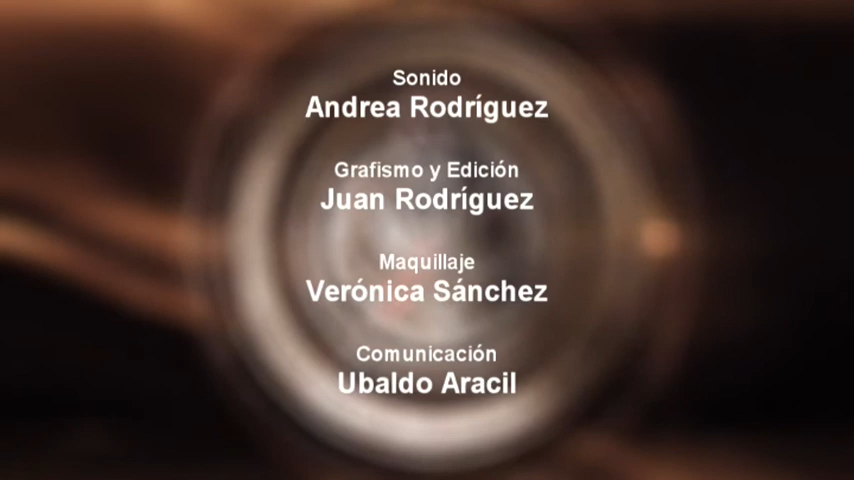 Sonido
Andrea Rodríguez
Grafismo y Edición
Juan Rodríguez
Maquillaje
Verónica Sánchez
Comunicación
Ubaldo Aracil